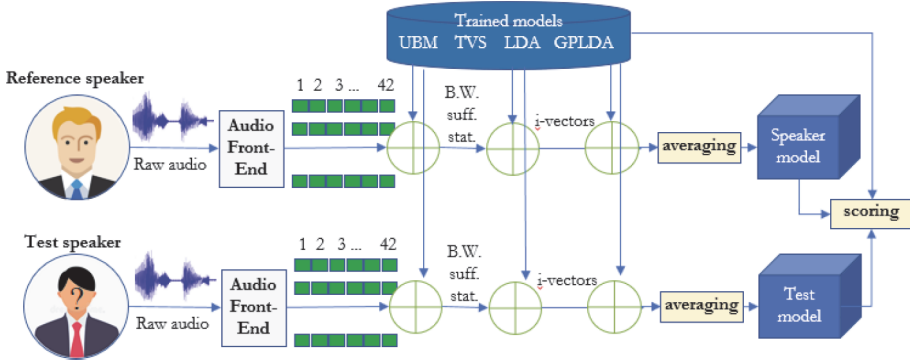 Trained models
UBM TVS LDA GPLDA
Reference speaker
1 2 3 ... 42
B.W.
suff.
stat.
i-vectors
Audio
Front-
End
Raw audio
averaging
Speaker
model
scoring
Test speaker
1 2 3 ... 42
B.W.
suff.
stat.
i-vectors
Audio
Front-
End
Raw audio
?
averaging
Test
model